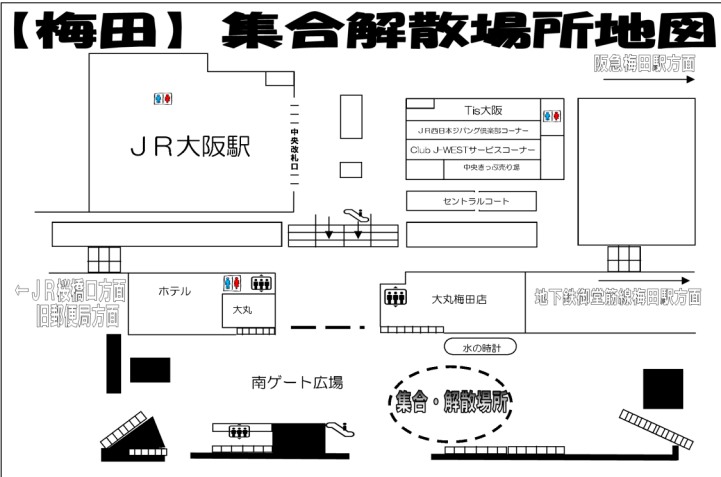 【梅田】集合解散場所地図
阪急梅田駅方面
JR大阪駅
中央改札口
Tis大阪
JR西日本ジパング倶楽部コーナー
Club J-WESTサービスコーナー
中央きっぷ売り場
セントラルコート
←JR桜橋口方面
旧郵便局方面
ホテル
大丸
大丸梅田店
地下鉄御堂筋線梅田駅方面
水の時計
南ゲート広場
集合・解散場所